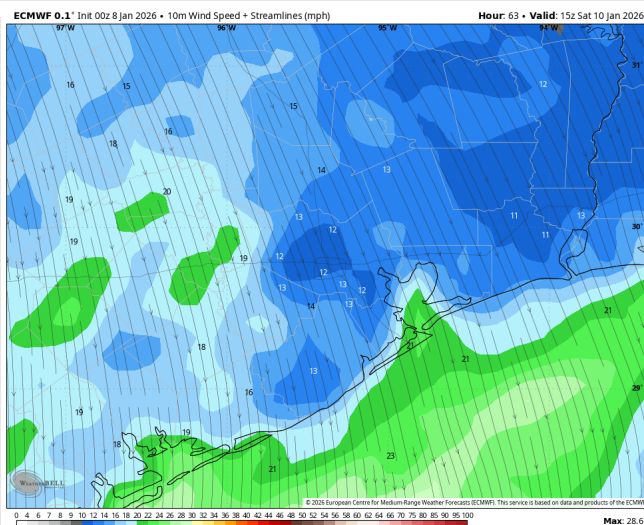 ECMWF 0.1° Init 00z 8 Jan 2026 • 10m Wind Speed + Streamlines (mph) Hour: 63 • Valid: 15z Sat 10 Jan 2026
97°W 96°W 95°W 94°W
31°
16 15 12
15
16
18
14 13
20
19
13 11 13
30°
12
19 11
19 12
12
13 13 12
14 13
21
21
18 21
13
29°
16
19
19
18
23
21
WeatherBELL
© 2026 European Centre for Medium-Range Weather Forecasts (ECMWF). This service is based on data and products of the ECMWF
0 4 6 7 8 9 10 12 14 16 18 20 22 24 26 28 30 32 34 36 38 40 42 44 46 48 50 52 54 56 58 60 62 64 66 68 70 75 80 85 90 95 100
Max: 28.6